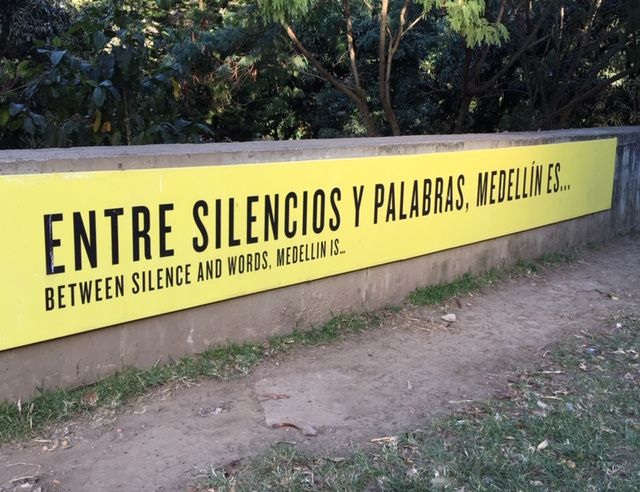 ENTRE SILENCIOS Y PALABRAS, MEDELLÍN ES...
BETWEEN SILENCE AND WORDS, MEDELLIN IS...